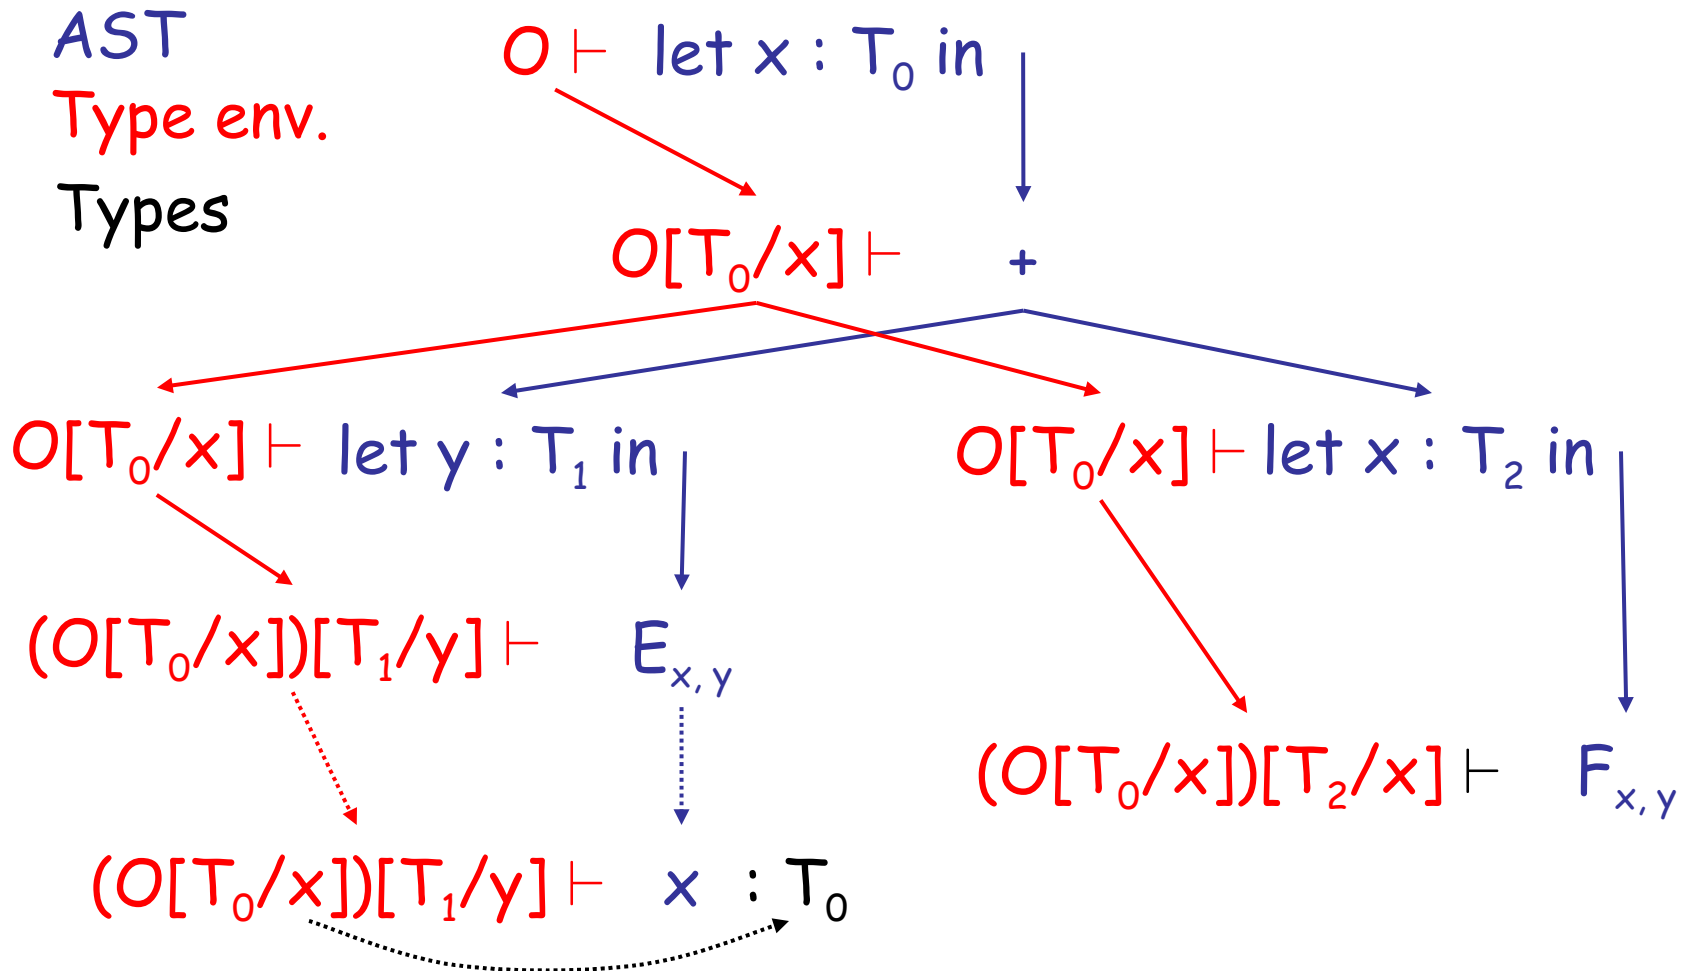 AST
Type env.
Types
O ⊢ let x : T₀ in
O[T₀/x] ⊢ +
O[T₀/x] ⊢ let y : T₁ in
O[T₀/x] ⊢ let x : T₂ in
(O[T₀/x])[T₁/y] ⊢ Eₓ, y
(O[T₀/x])[T₂/x] ⊢ Fₓ, y
(O[T₀/x])[T₁/y] ⊢ x : T₀